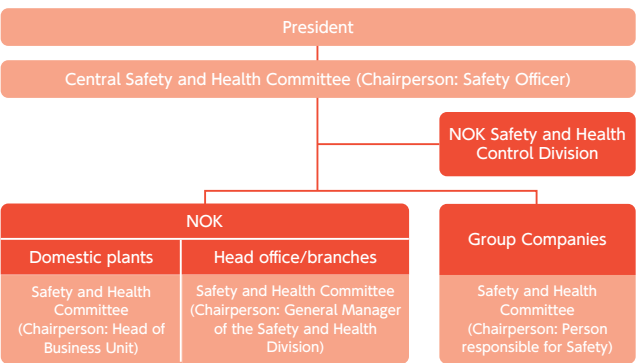 President
Central Safety and Health Committee (Chairperson: Safety Officer)
NOK Safety and Health
Control Division
NOK
Domestic plants
Head office/branches
Group Companies
Safety and Health
Committee
(Chairperson: Head of
Business Unit)
Safety and Health Committee
(Chairperson: General Manager
of the Safety and Health
Division)
Safety and Health
Committee
(Chairperson: Person
responsible for Safety)